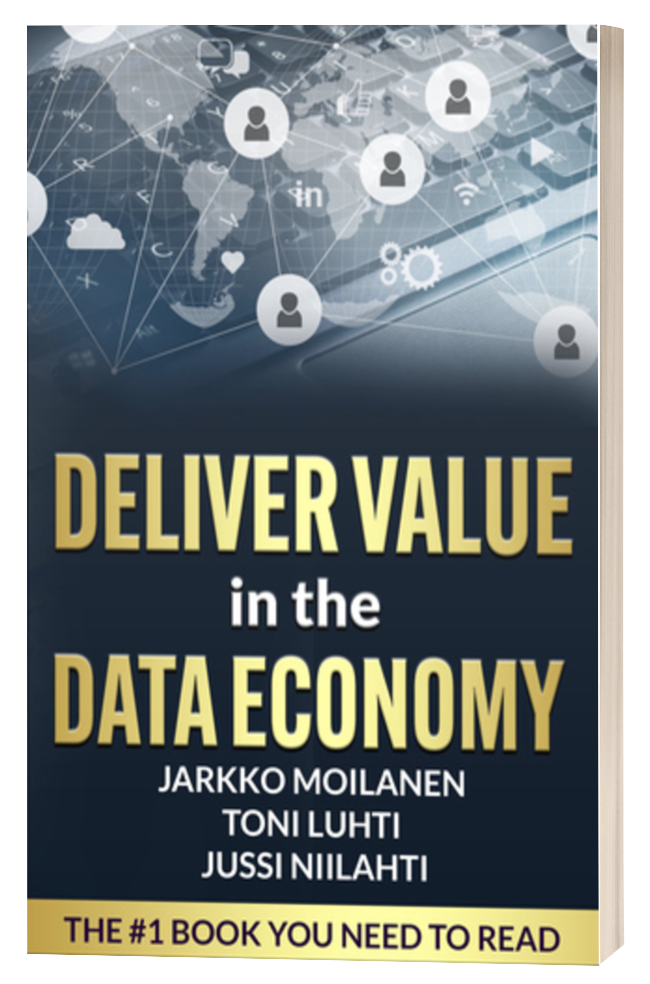 in
DELIVER VALUE
in the
DATA ECONOMY
JARKKO MOILANEN
TONI LUHTI
JUSSI NIILAHTI
THE #1 BOOK YOU NEED TO READ